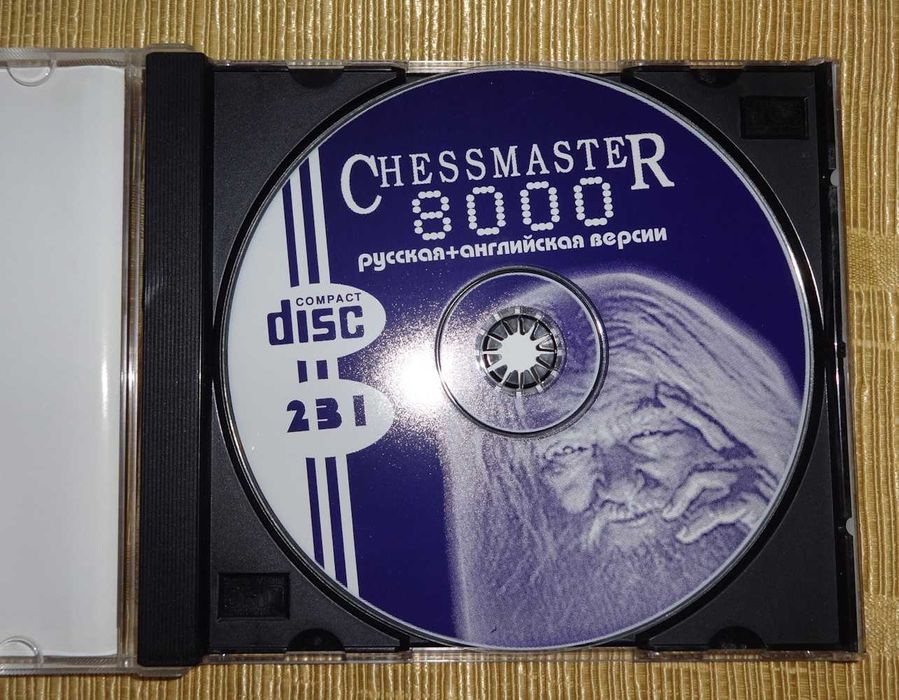 CHESSMASTER
8000
русская+английская версии
COMPACT
disc
231